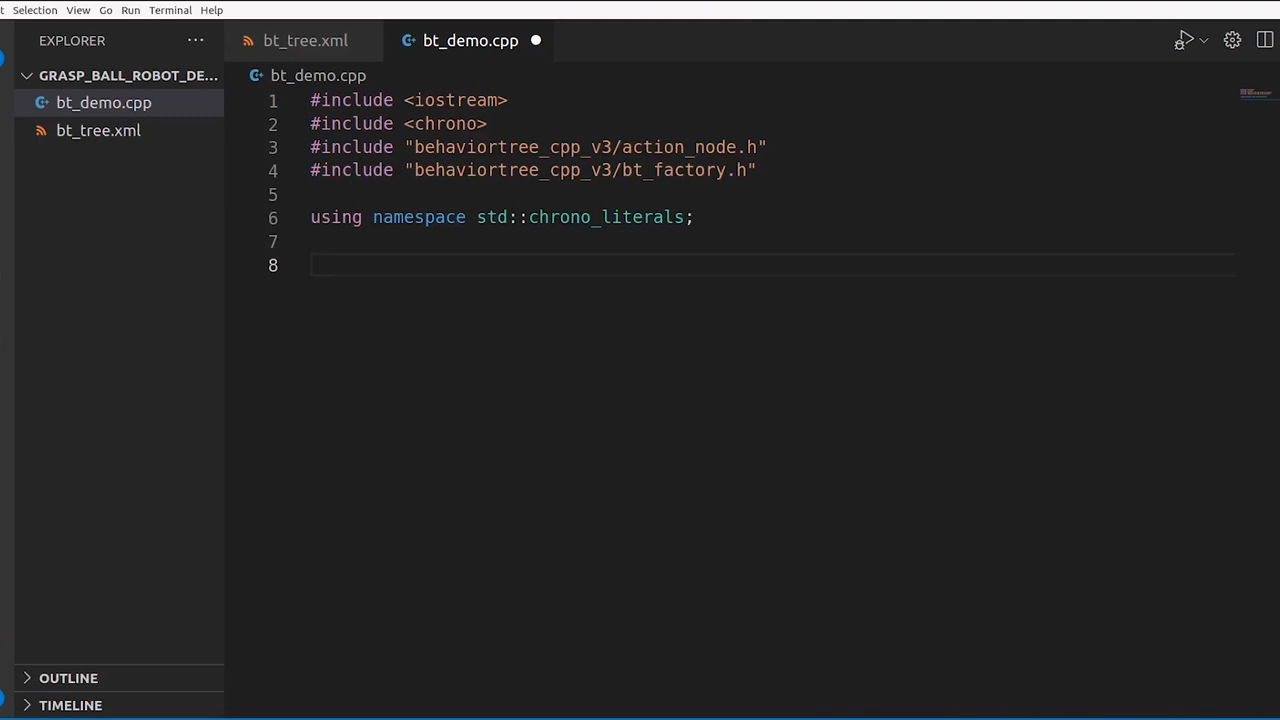 t Selection View Go Run Terminal Help
EXPLORER ...
GRASP_BALL_ROBOT_DE...
bt_demo.cpp
bt_tree.xml
OUTLINE
TIMELINE
bt_tree.xml bt_demo.cpp
bt_demo.cpp
1 #include <iostream>
2 #include <chrono>
3 #include "behaviortree_cpp_v3/action_node.h"
4 #include "behaviortree_cpp_v3/bt_factory.h"
5
6 using namespace std::chrono_literals;
7
8